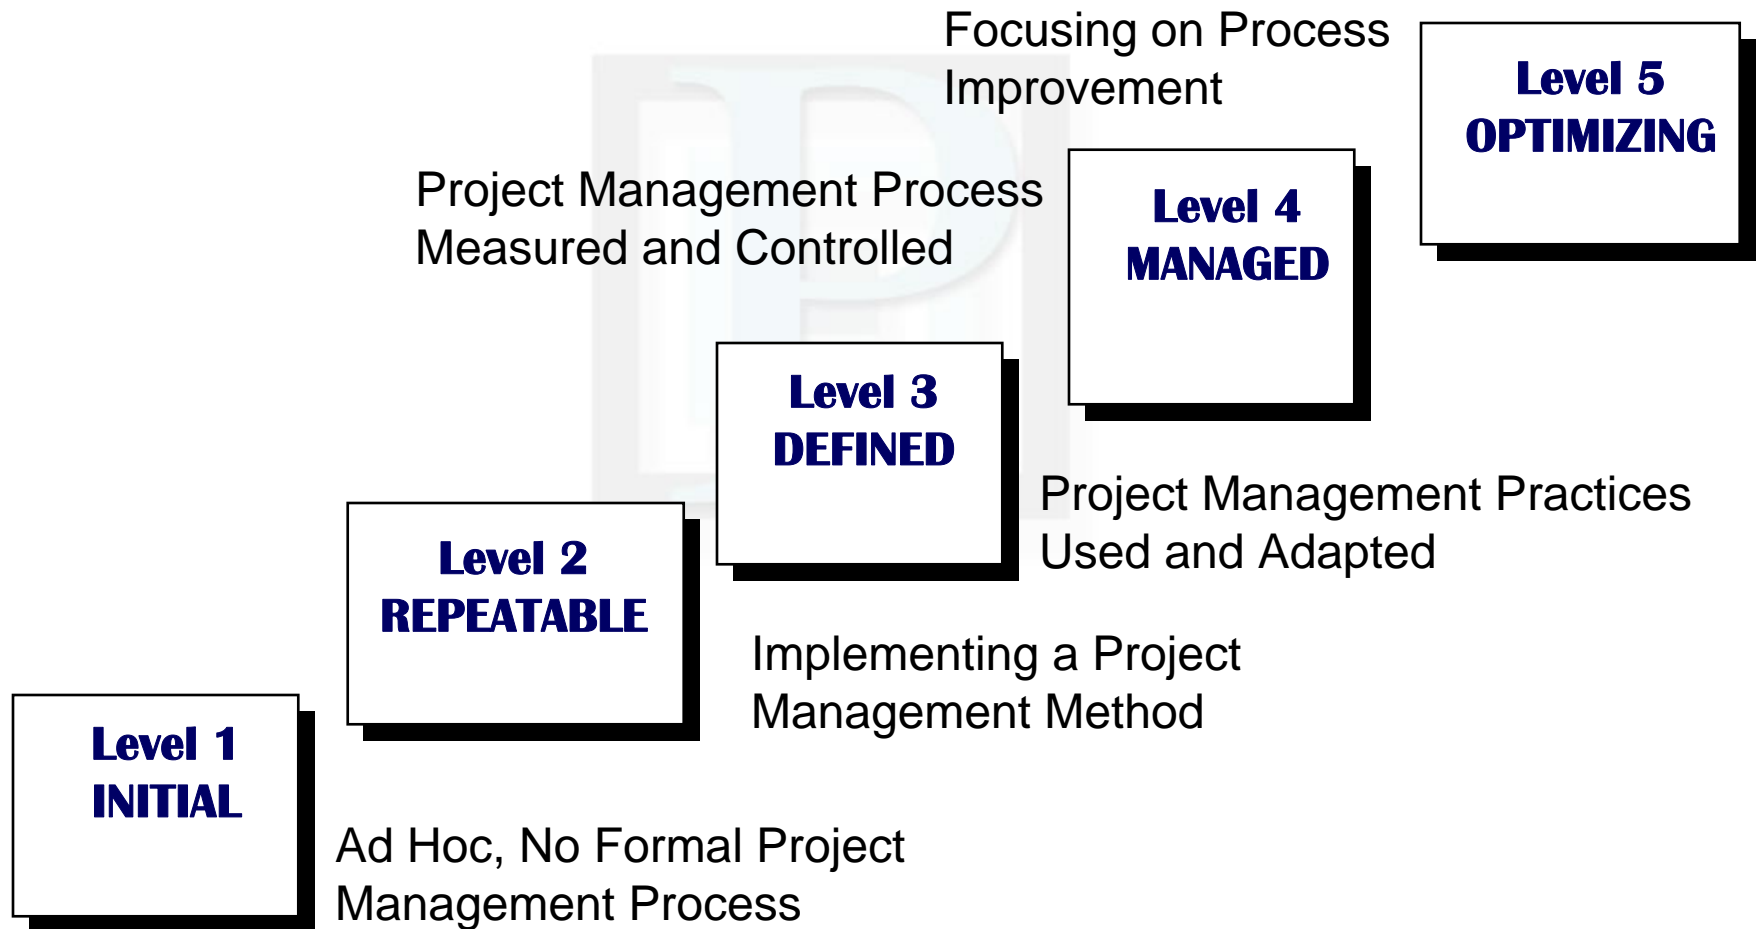 Focusing on Process
Improvement
Level 5
OPTIMIZING
Project Management Process
Measured and Controlled
Level 4
MANAGED
Level 3
DEFINED
Project Management Practices
Used and Adapted
Level 2
REPEATABLE
Implementing a Project
Management Method
Level 1
INITIAL
Ad Hoc, No Formal Project
Management Process